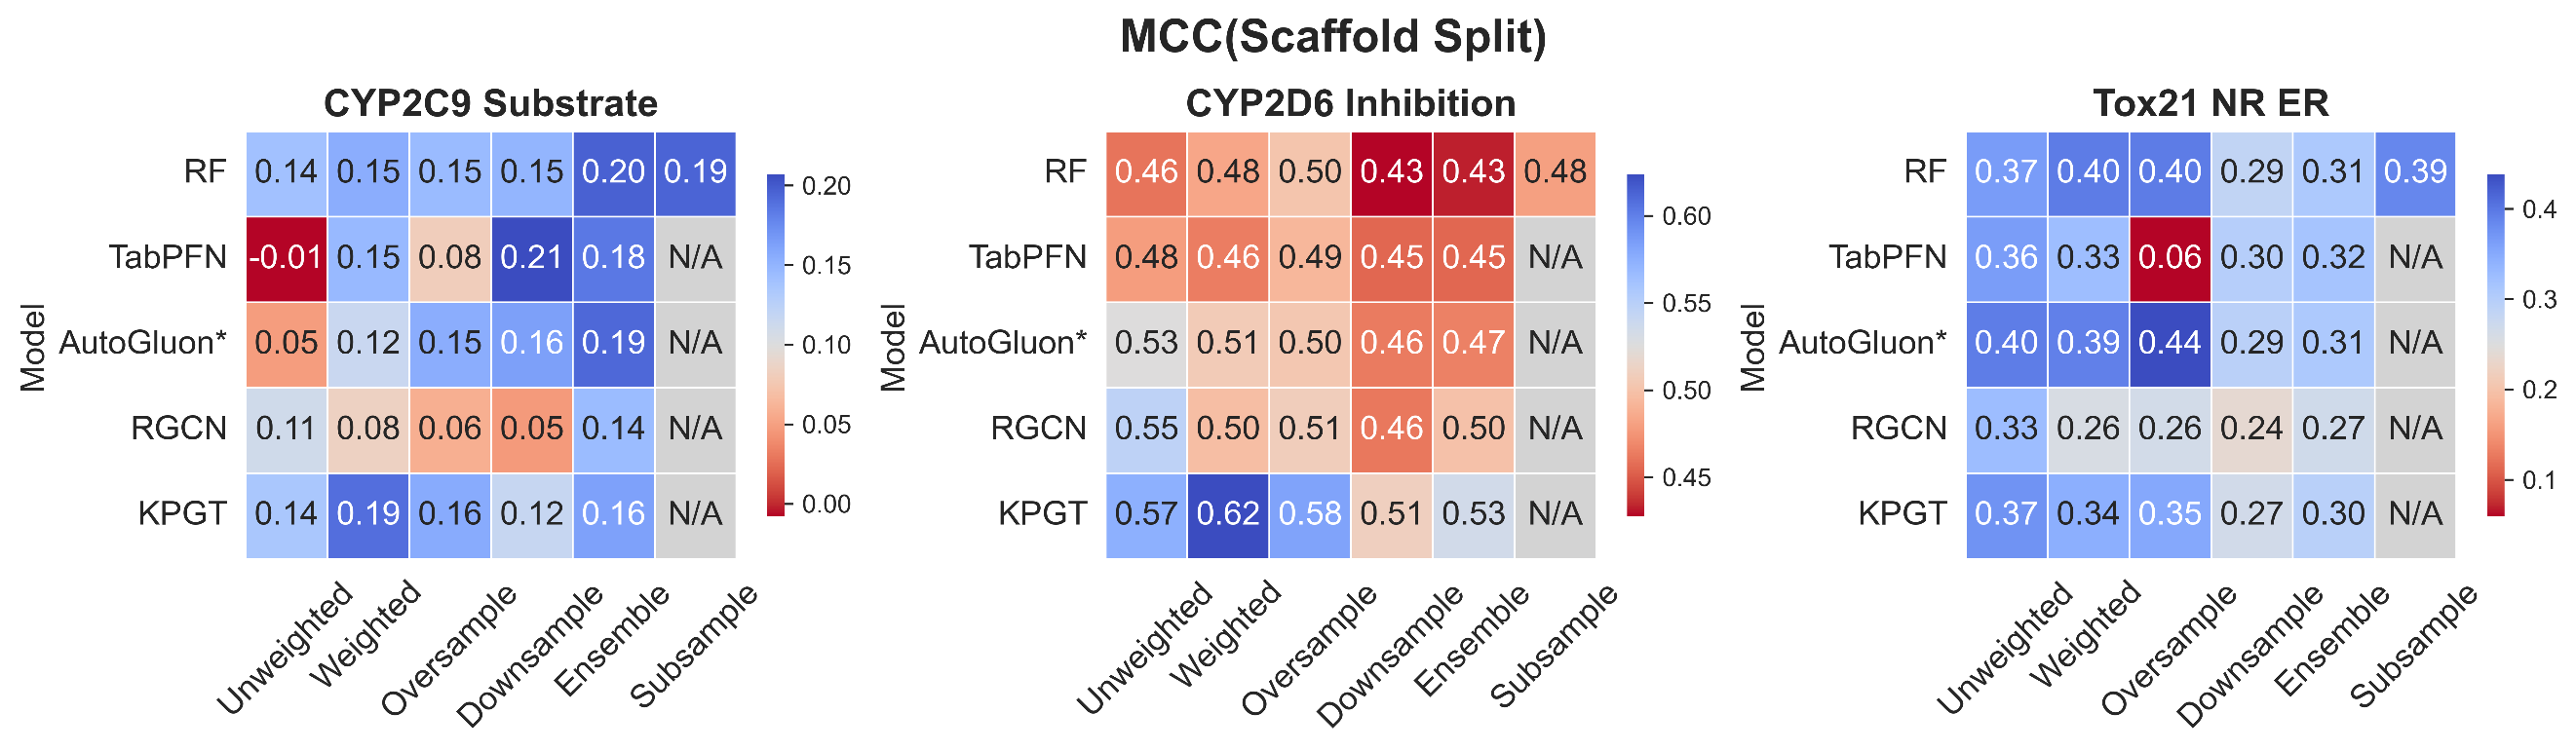 MCC(Scaffold Split)
CYP2C9 Substrate
Model
RF 0.14 0.15 0.15 0.15 0.20 0.19
TabPFN -0.01 0.15 0.08 0.21 0.18 N/A
AutoGluon* 0.05 0.12 0.15 0.16 0.19 N/A
RGCN 0.11 0.08 0.06 0.05 0.14 N/A
KPGT 0.14 0.19 0.16 0.12 0.16 N/A
Unweighted Weighted Oversample Downsample Ensemble Subsample
0.20
0.15
0.10
0.05
0.00
CYP2D6 Inhibition
Model
RF 0.46 0.48 0.50 0.43 0.43 0.48
TabPFN 0.48 0.46 0.49 0.45 0.45 N/A
AutoGluon* 0.53 0.51 0.50 0.46 0.47 N/A
RGCN 0.55 0.50 0.51 0.46 0.50 N/A
KPGT 0.57 0.62 0.58 0.51 0.53 N/A
Unweighted Weighted Oversample Downsample Ensemble Subsample
0.60
0.55
0.50
0.45
Tox21 NR ER
Model
RF 0.37 0.40 0.40 0.29 0.31 0.39
TabPFN 0.36 0.33 0.06 0.30 0.32 N/A
AutoGluon* 0.40 0.39 0.44 0.29 0.31 N/A
RGCN 0.33 0.26 0.26 0.24 0.27 N/A
KPGT 0.37 0.34 0.35 0.27 0.30 N/A
Unweighted Weighted Oversample Downsample Ensemble Subsample
0.4
0.3
0.2
0.1